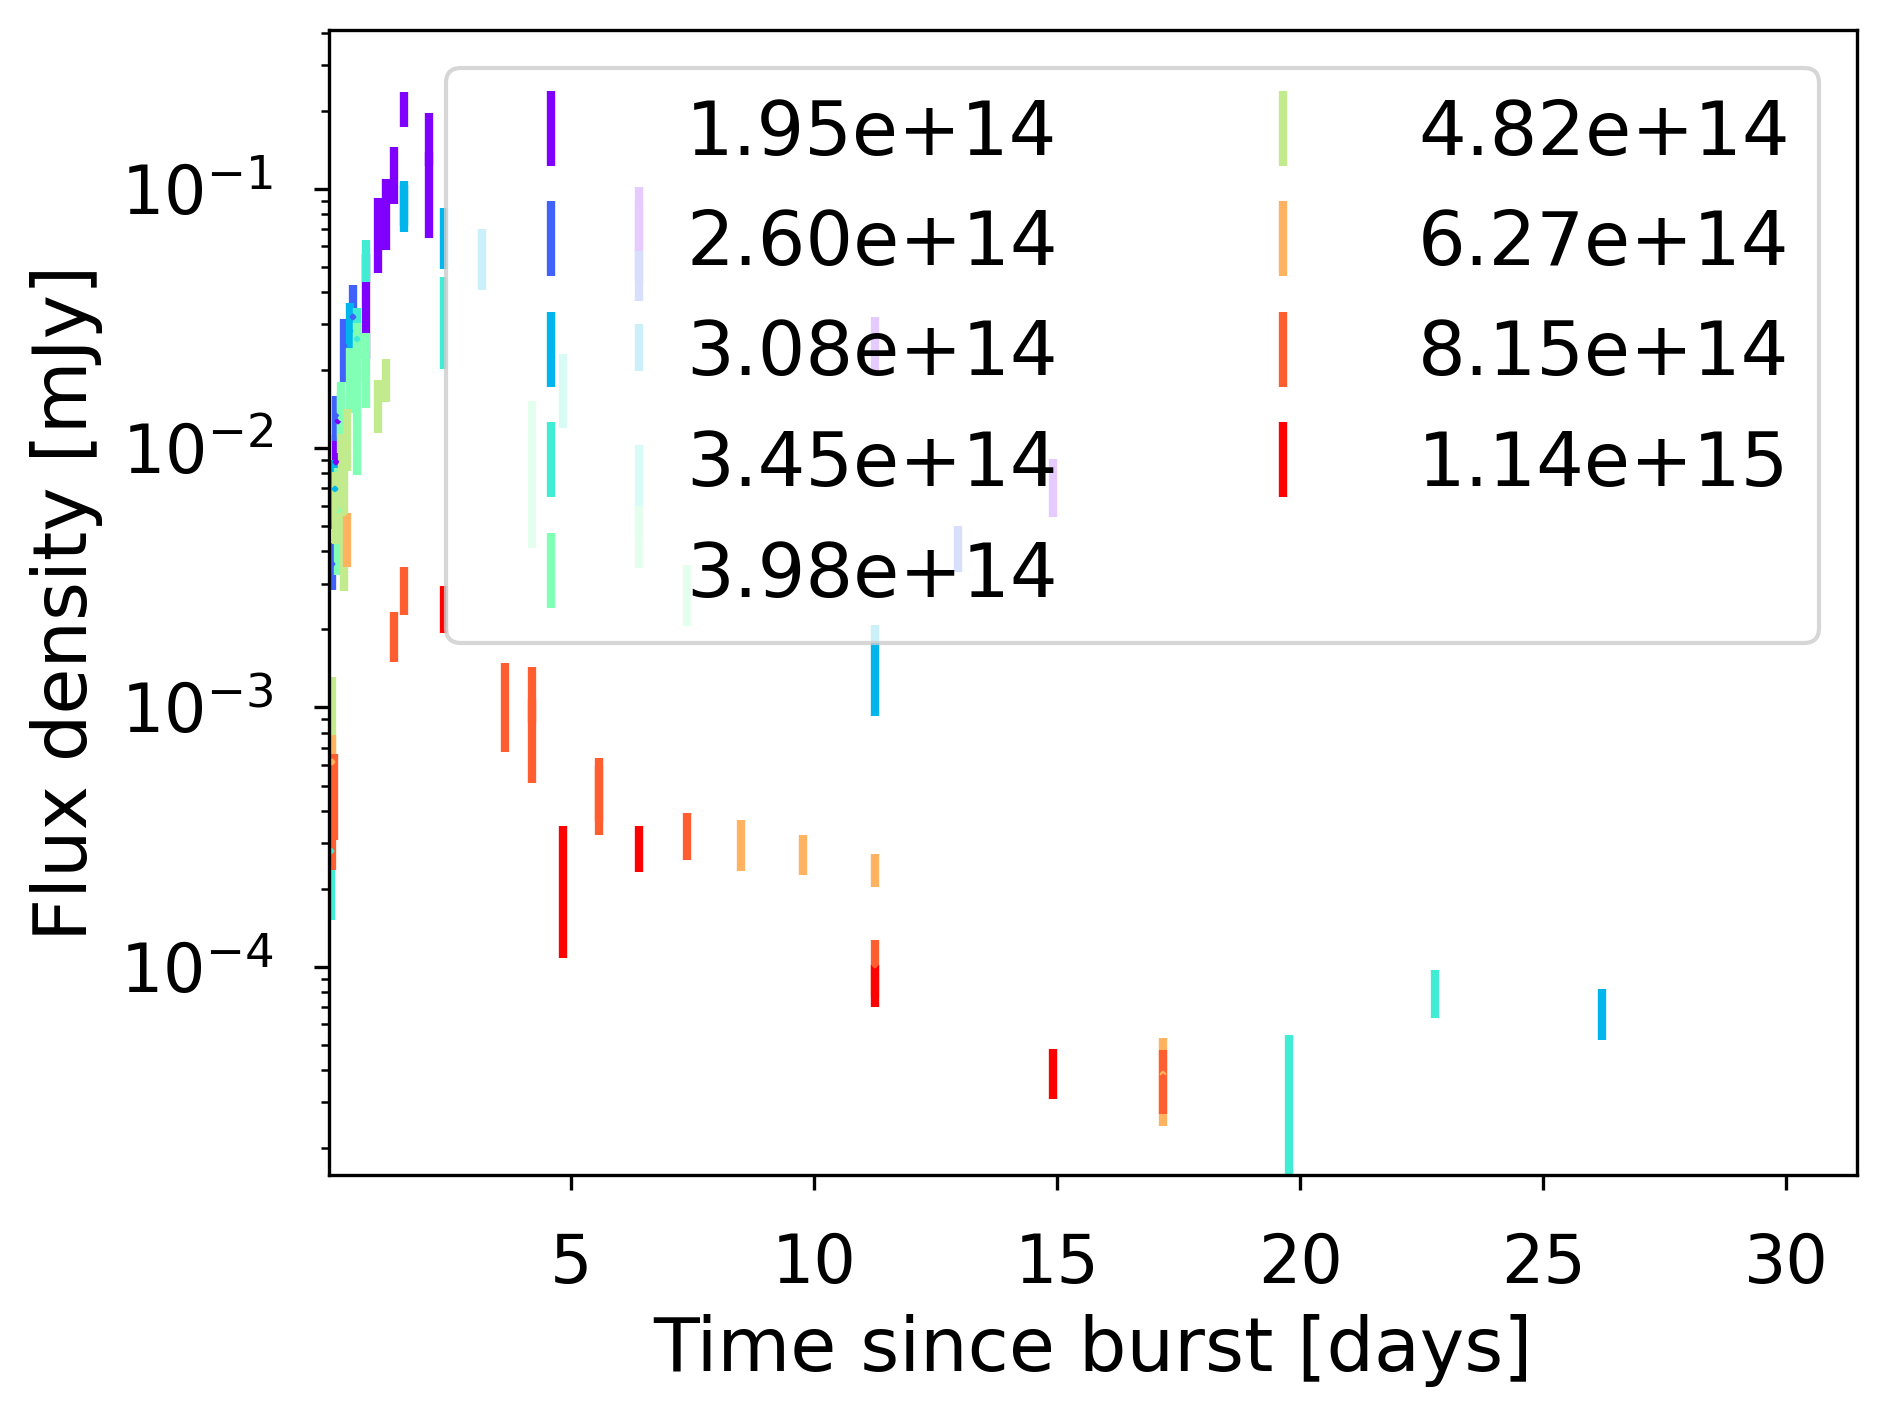 Flux density [mJy]
10⁻¹
10⁻²
10⁻³
10⁻⁴
1.95e+14
2.60e+14
3.08e+14
3.45e+14
3.98e+14
4.82e+14
6.27e+14
8.15e+14
1.14e+15
5 10 15 20 25 30
Time since burst [days]